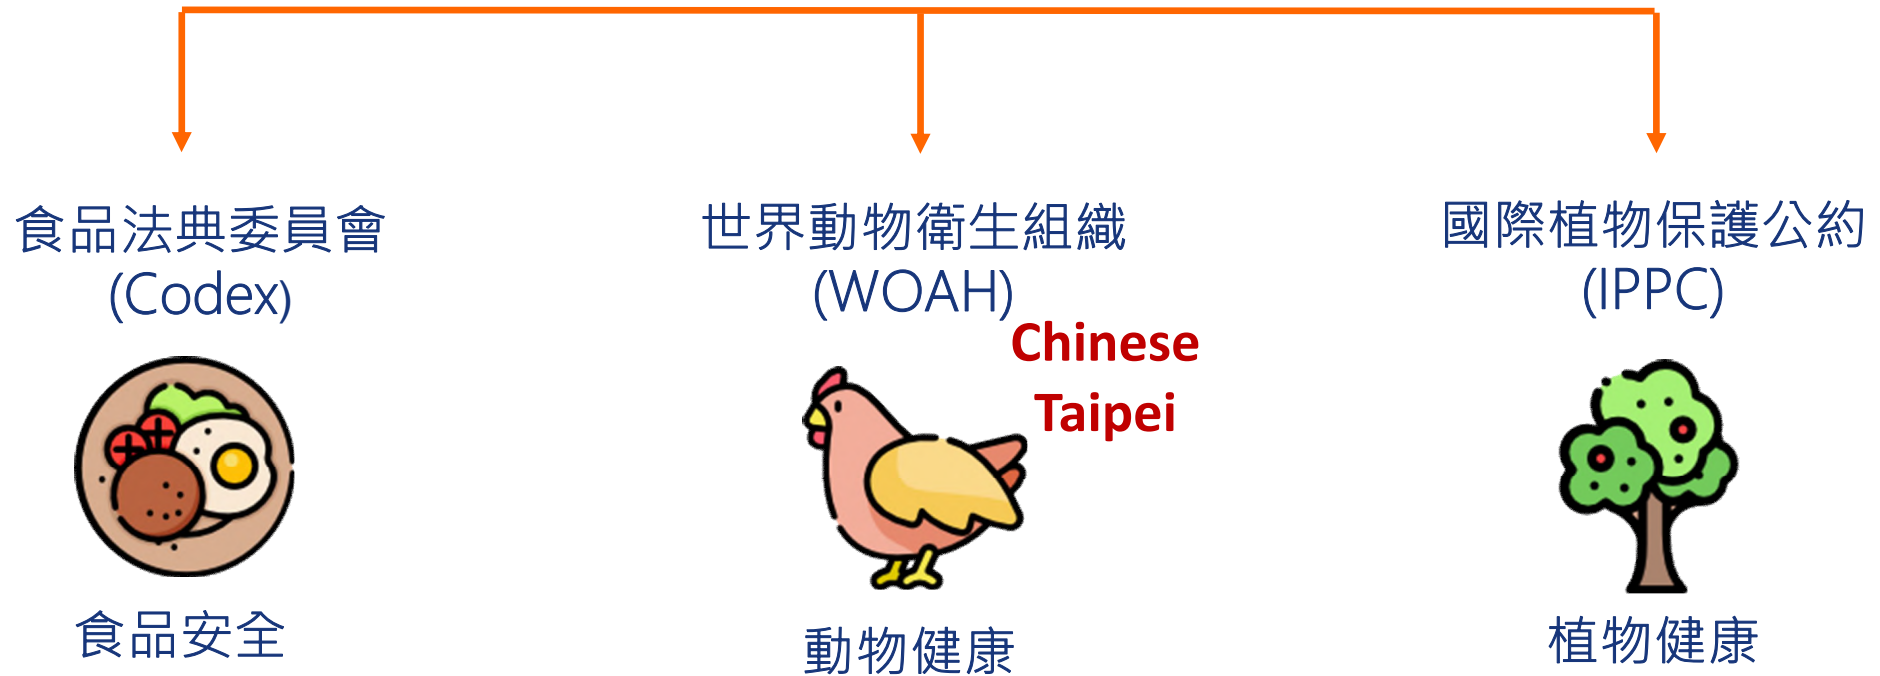 食品法典委員會
(Codex)
食品安全
世界動物衛生組織
(WOAH)
Chinese
Taipei
動物健康
國際植物保護公約
(IPPC)
植物健康